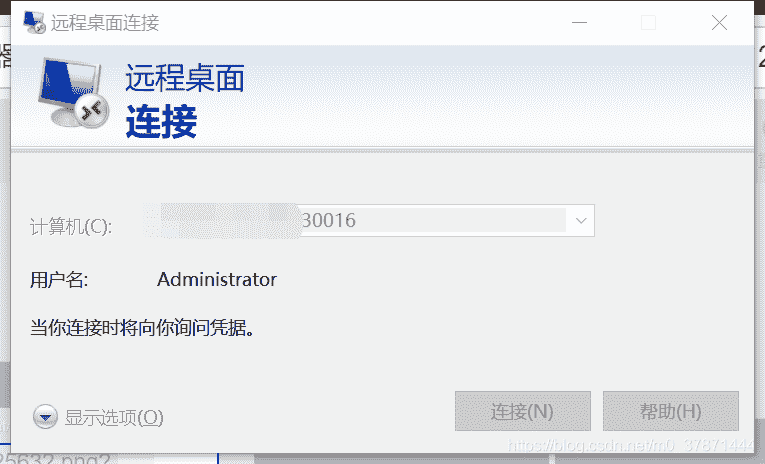 远程桌面连接
远程桌面
连接
计算机(C):
30016
用户名:
Administrator
当你连接时将向你询问凭据。
显示选项(O)
连接(N)
帮助(H)
https://blog.csdn.net/m0_37871444
25632.png?